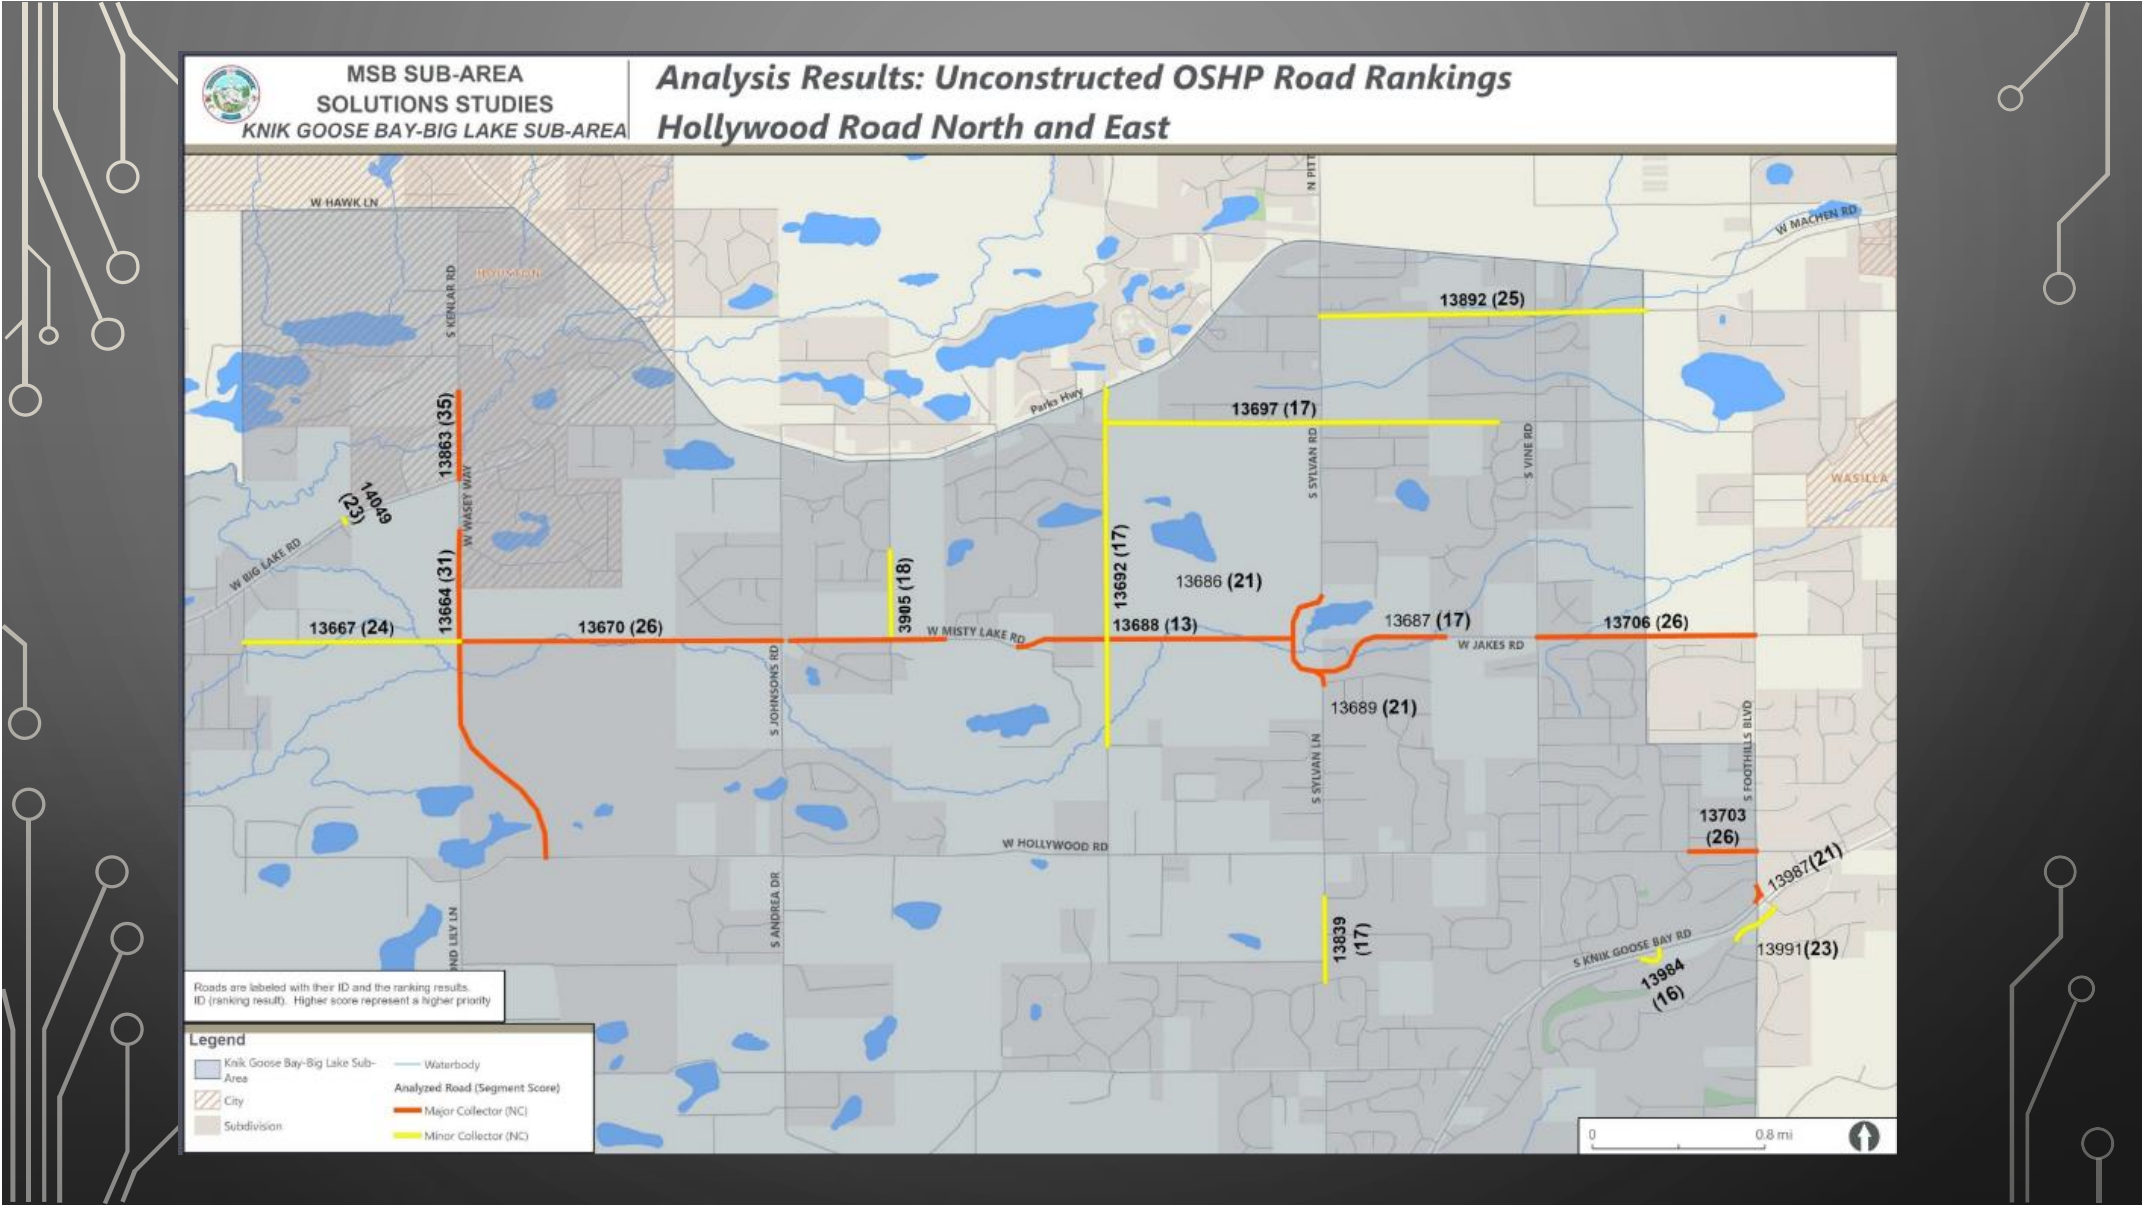 MSB SUB-AREA
SOLUTIONS STUDIES
KNIK GOOSE BAY-BIG LAKE SUB-AREA
Analysis Results: Unconstructed OSHP Road Rankings
Hollywood Road North and East
W HAWK LN
N PITT
W MACHEN RD
HOUSTON
S KENLAR RD
13892 (25)
Parks Hwy
13697 (17)
13863 (35)
S SYLVAN RD
S VINE RD
WASILLA
14049
(23)
W WASEY WAY
W BIG LAKE RD
13664 (31)
3905 (18)
13692 (17)
13686 (21)
13667 (24)
13670 (26)
W MISTY LAKE RD
13688 (13)
13687 (17)
13706 (26)
W JAKES RD
S JOHNSONS RD
13689 (21)
S SYLVAN LN
S FOOTHILLS BLVD
13703
(26)
W HOLLYWOOD RD
13987(21)
S ANDREA DR
OND LILY LN
13839
(17)
S KNIK GOOSE BAY RD
13991(23)
13984
(16)
Roads are labeled with their ID and the ranking results.
ID (ranking result). Higher score represent a higher priority
Legend
Knik Goose Bay-Big Lake Sub-
Area
City
Subdivision
Waterbody
Analyzed Road (Segment Score)
Major Collector (NC)
Minor Collector (NC)
0
0.8 mi